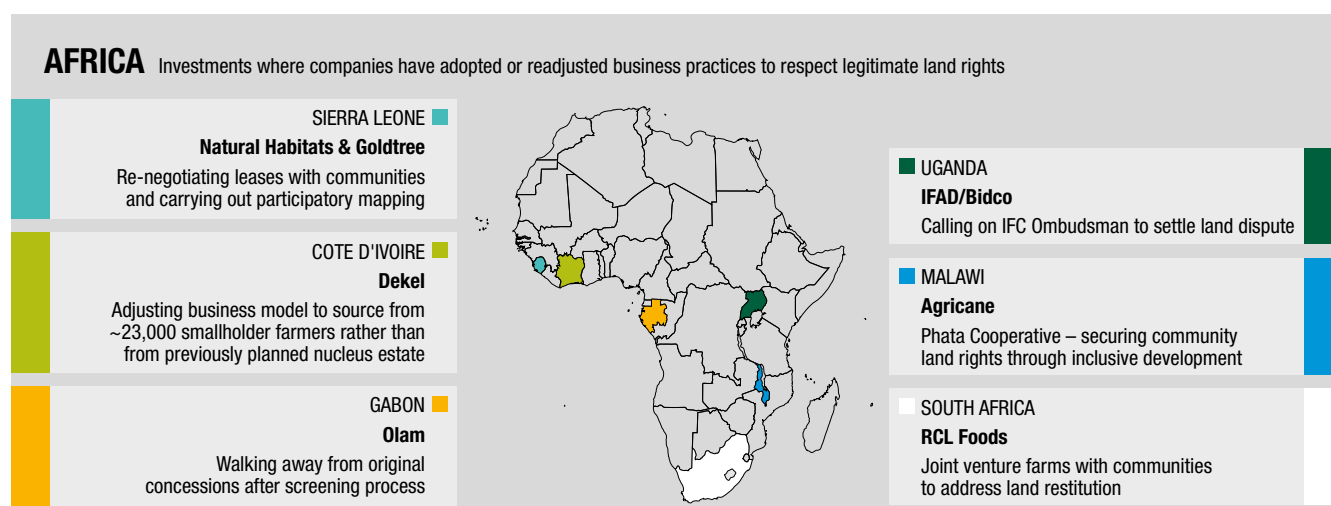 AFRICA Investments where companies have adopted or readjusted business practices to respect legitimate land rights
SIERRA LEONE
Natural Habitats & Goldtree
Re-negotiating leases with communities
and carrying out participatory mapping
COTE D'IVOIRE
Dekel
Adjusting business model to source from
~23,000 smallholder farmers rather than
from previously planned nucleus estate
GABON
Olam
Walking away from original
concessions after screening process
UGANDA
IFAD/Bidco
Calling on IFC Ombudsman to settle land dispute
MALAWI
Agricane
Phata Cooperative – securing community
land rights through inclusive development
SOUTH AFRICA
RCL Foods
Joint venture farms with communities
to address land restitution